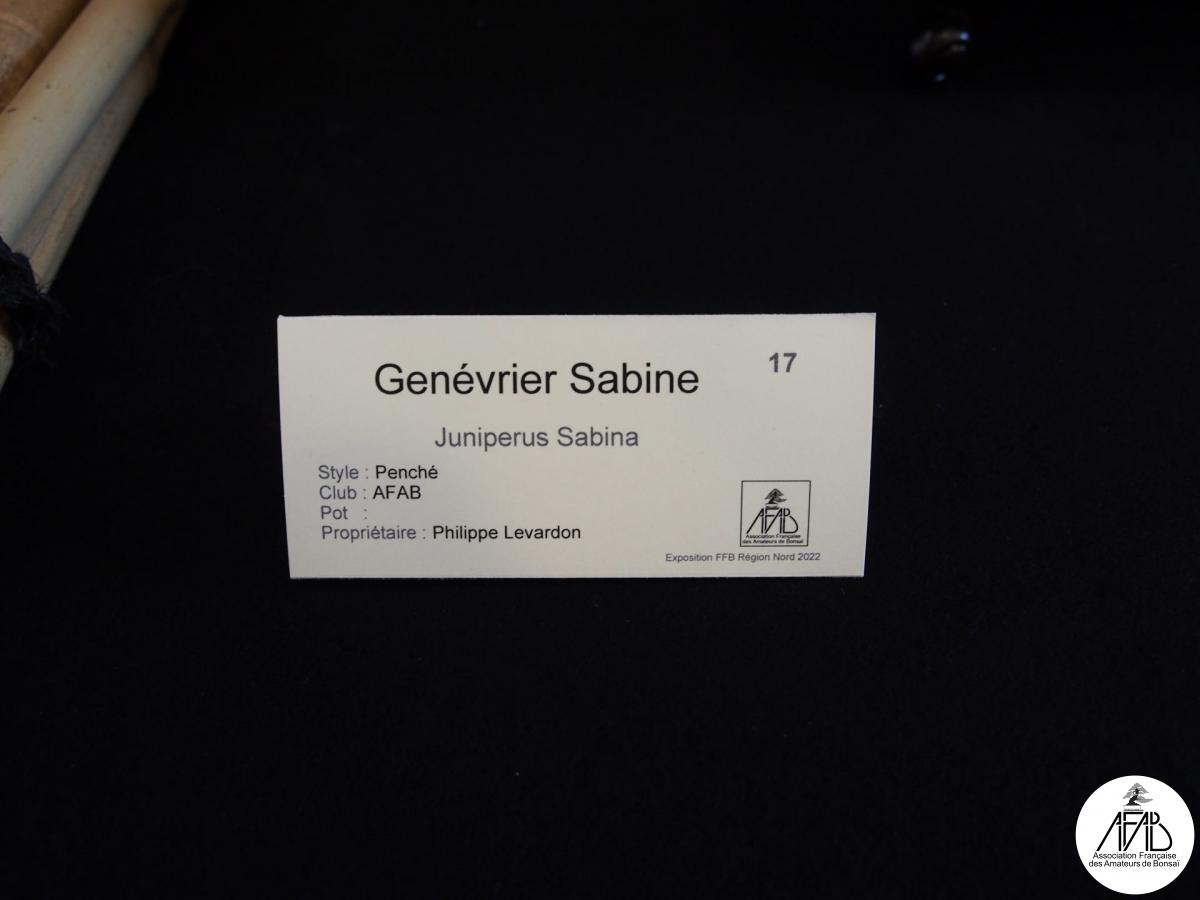 Genévrier Sabine
17
Juniperus Sabina
Style : Penché
Club : AFAB
Pot :
Propriétaire : Philippe Levardon
AFAB
Association Française
des Amateurs de Bonsaï
Exposition FFB Région Nord 2022
AFAB
Association Française
des Amateurs de Bonsaï